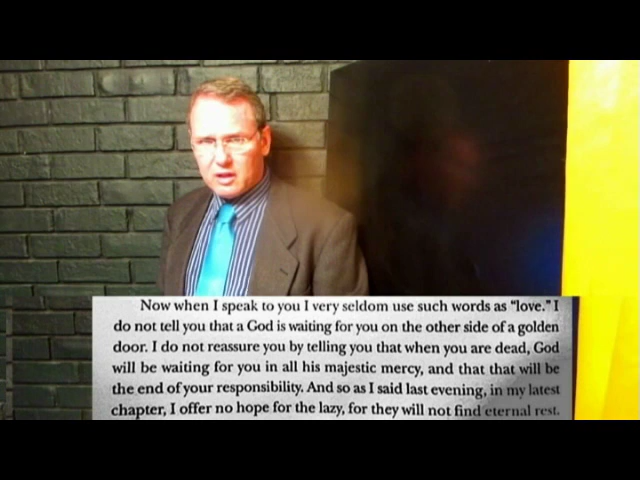 Now when I speak to you I very seldom use such words as “love.” I
do not tell you that a God is waiting for you on the other side of a golden
door. I do not reassure you by telling you that when you are dead, God
will be waiting for you in all his majestic mercy, and that that will be
the end of your responsibility. And so as I said last evening, in my latest
chapter, I offer no hope for the lazy, for they will not find eternal rest.